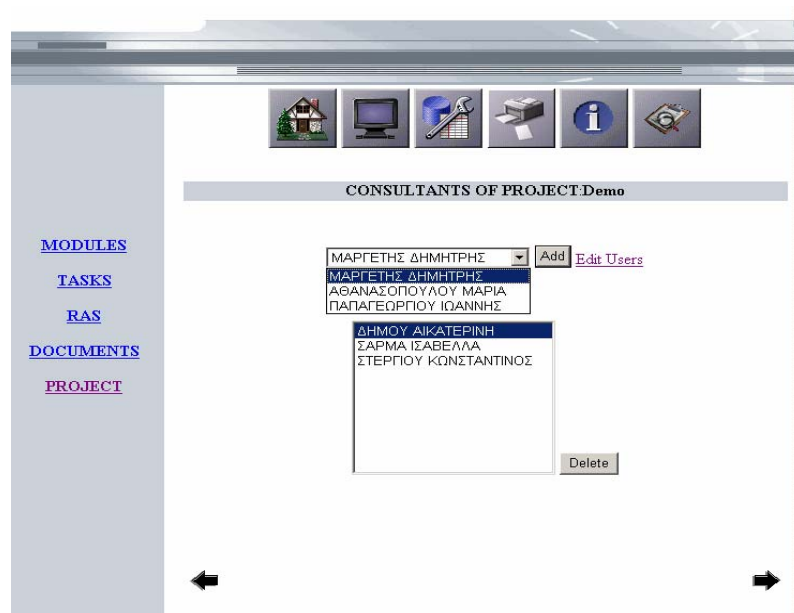 CONSULTANTS OF PROJECT:Demo
MODULES
TASKS
RAS
DOCUMENTS
PROJECT
ΜΑΡΓΕΤΗΣ ΔΗΜΗΤΡΗΣ
Add
Edit Users
ΜΑΡΓΕΤΗΣ ΔΗΜΗΤΡΗΣ
ΑΘΑΝΑΣΟΠΟΥΛΟΥ ΜΑΡΙΑ
ΠΑΠΑΓΕΩΡΓΙΟΥ ΙΩΑΝΝΗΣ
ΔΗΜΟΥ ΑΙΚΑΤΕΡΙΝΗ
ΣΑΡΜΑ ΙΣΑΒΕΛΛΑ
ΣΤΕΡΓΙΟΥ ΚΩΝΣΤΑΝΤΙΝΟΣ
Delete